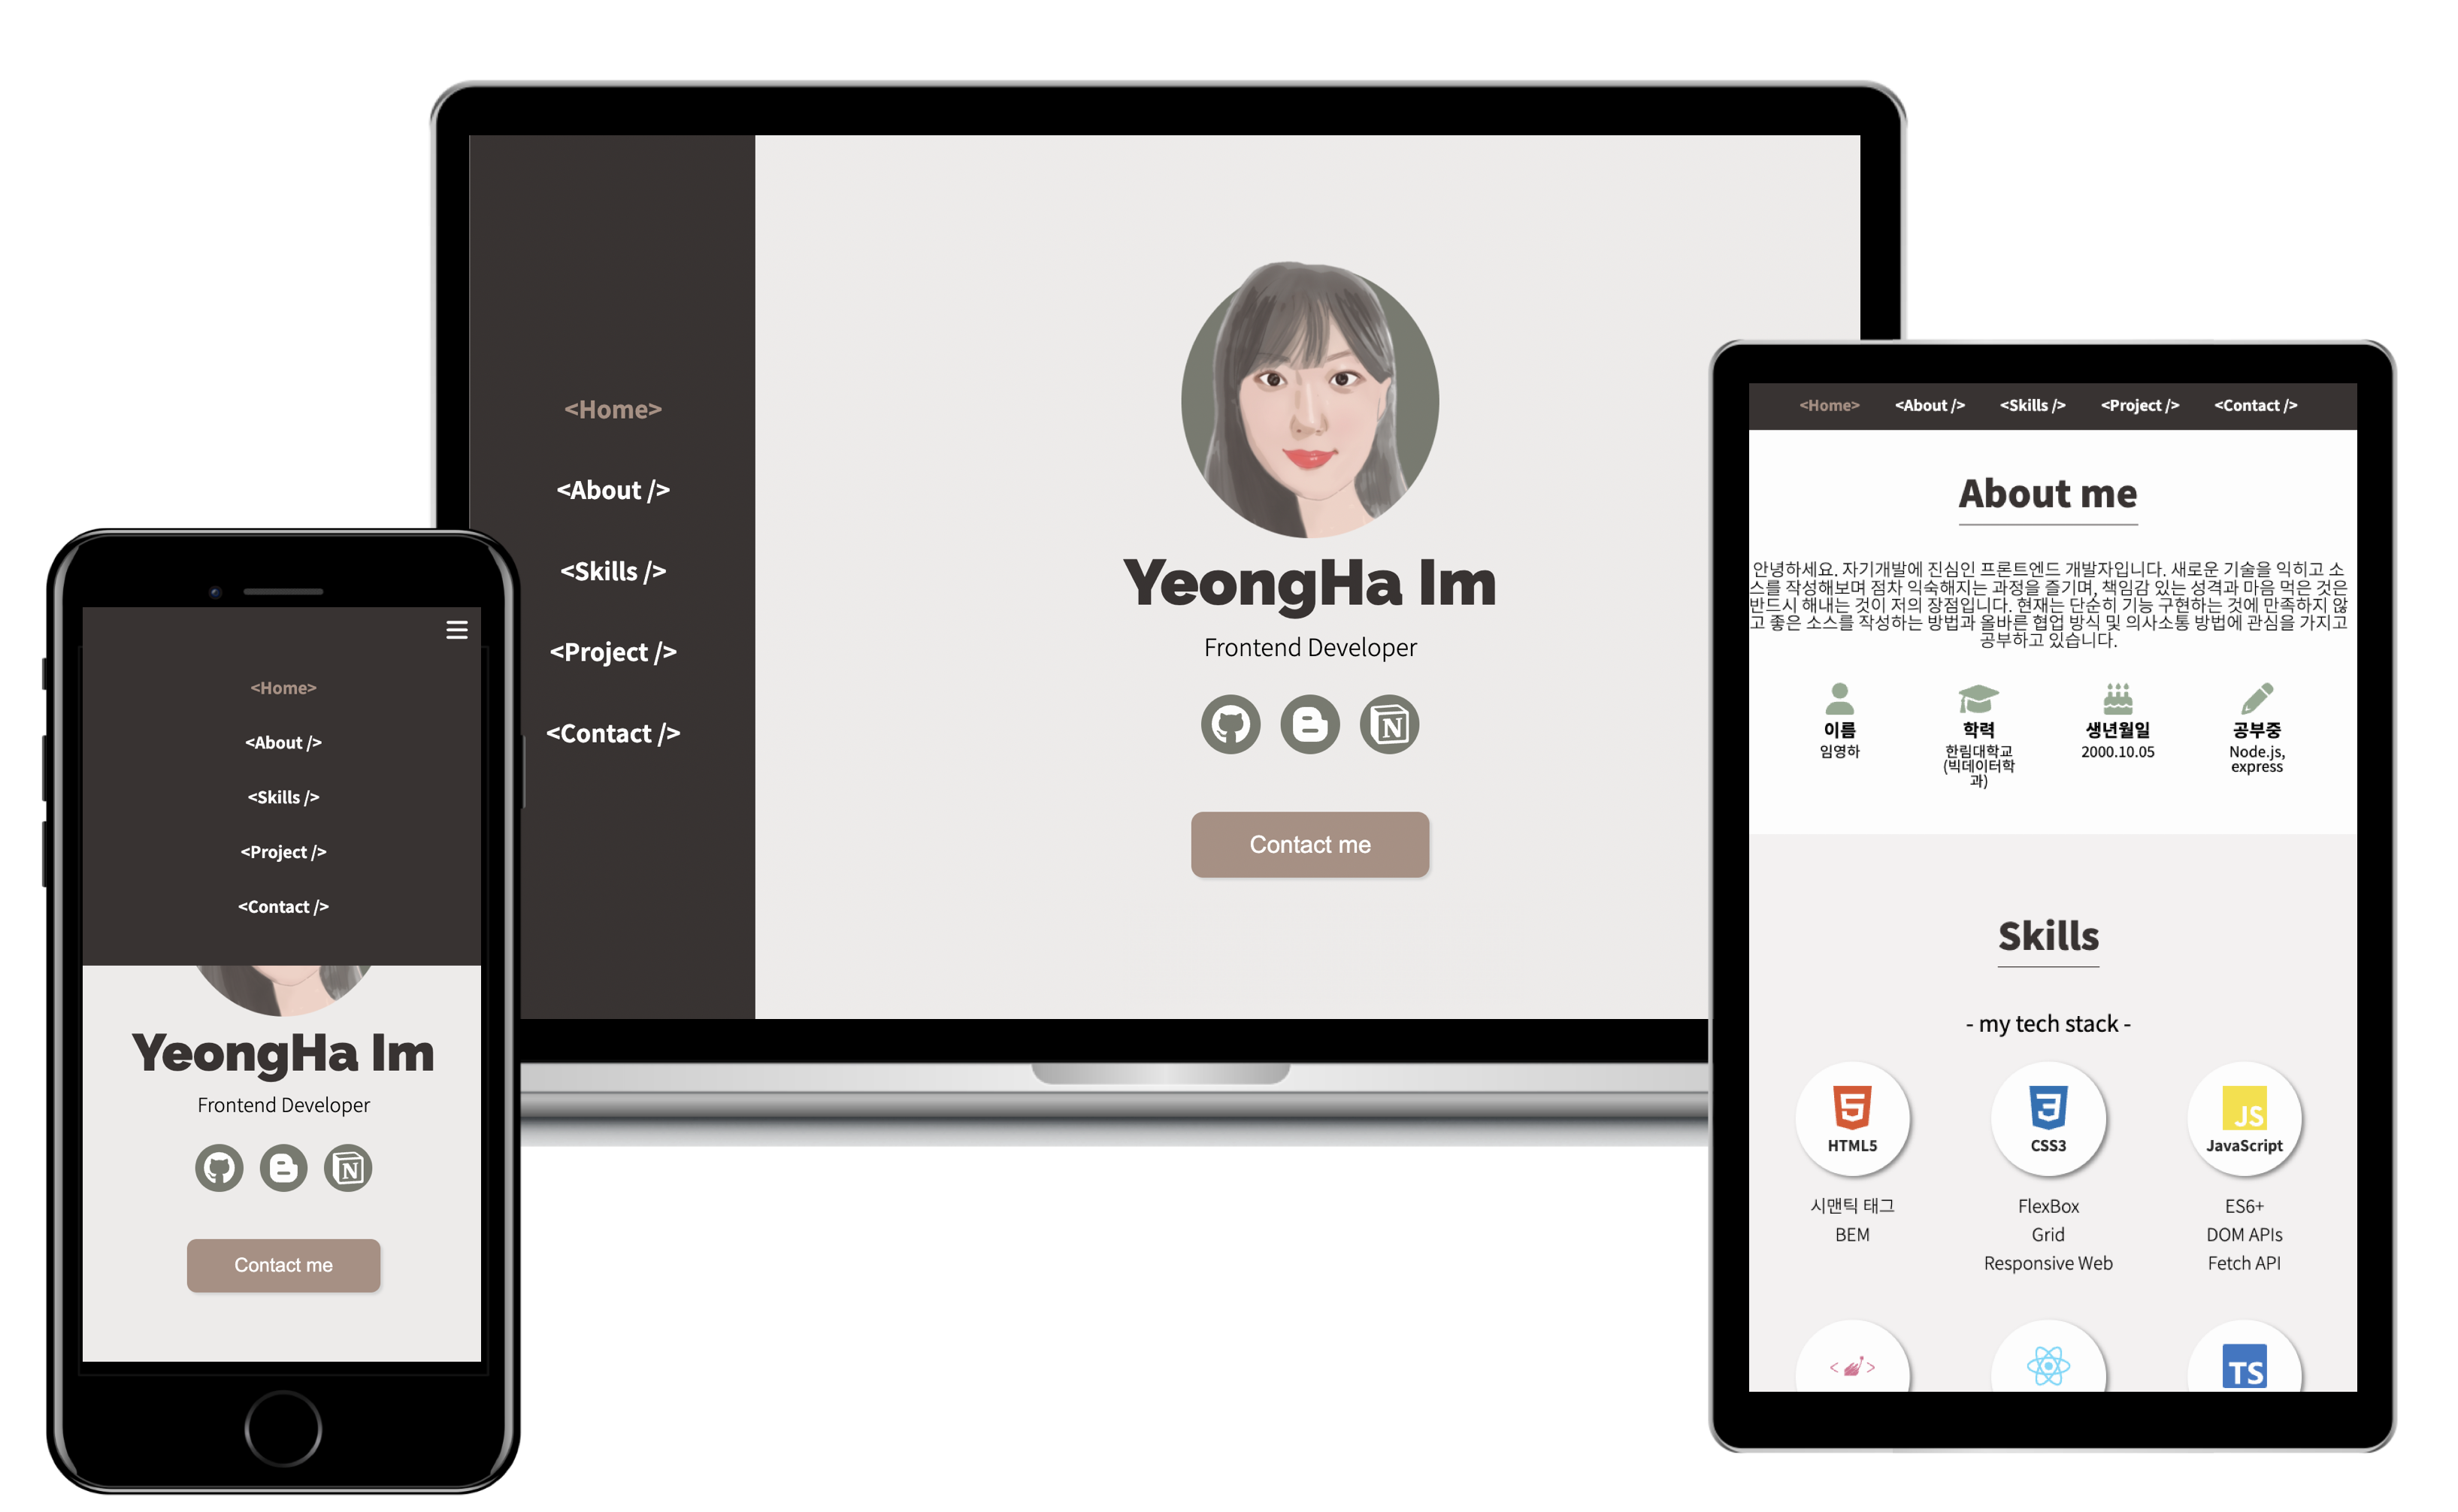 <Home>
<About />
<Skills />
<Project />
<Contact />
YeongHa Im
Frontend Developer
N
Contact me
<Home>
<About />
<Skills />
<Project />
<Contact />
YeongHa Im
Frontend Developer
N
Contact me
<Home> <About /> <Skills /> <Project /> <Contact />
About me
안녕하세요. 자기개발에 진심인 프론트엔드 개발자입니다. 새로운 기술을 익히고 소
스를 작성해보며 점차 익숙해지는 과정을 즐기며, 책임감 있는 성격과 마음 먹은 것은
반드시 해내는 것이 저의 장점입니다. 현재는 단순히 기능 구현하는 것에 만족하지 않
고 좋은 소스를 작성하는 방법과 올바른 협업 방식 및 의사소통 방법에 관심을 가지고
공부하고 있습니다.
이름
임영하
학력
한림대학교
(빅데이터학
과)
생년월일
2000.10.05
공부중
Node.js,
express
Skills
- my tech stack -
5
HTML5
시맨틱 태그
BEM
3
CSS3
FlexBox
Grid
Responsive Web
JS
JavaScript
ES6+
DOM APIs
Fetch API
TS